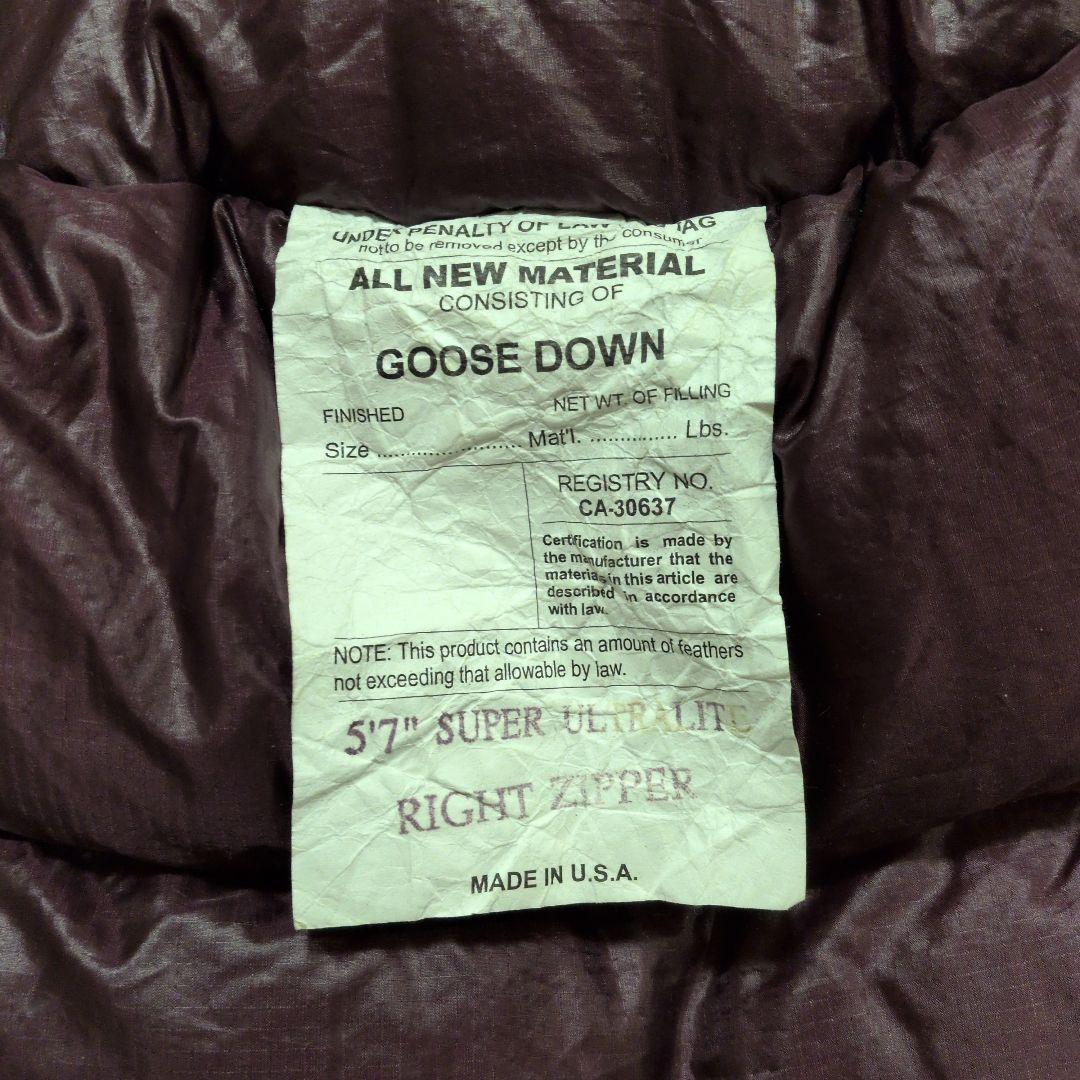 UNDER PENALTY OF LAW TAG
not to be removed except by the consumer
ALL NEW MATERIAL
CONSISTING OF
GOOSE DOWN
FINISHED NET WT. OF FILLING
Size ....................... Mat'l. ............... Lbs.
REGISTRY NO.
CA-30637
Certification is made by
the manufacturer that the
materials in this article are
described in accordance
with law.
NOTE: This product contains an amount of feathers
not exceeding that allowable by law.
5'7" SUPER ULTRALITE
RIGHT ZIPPER
MADE IN U.S.A.